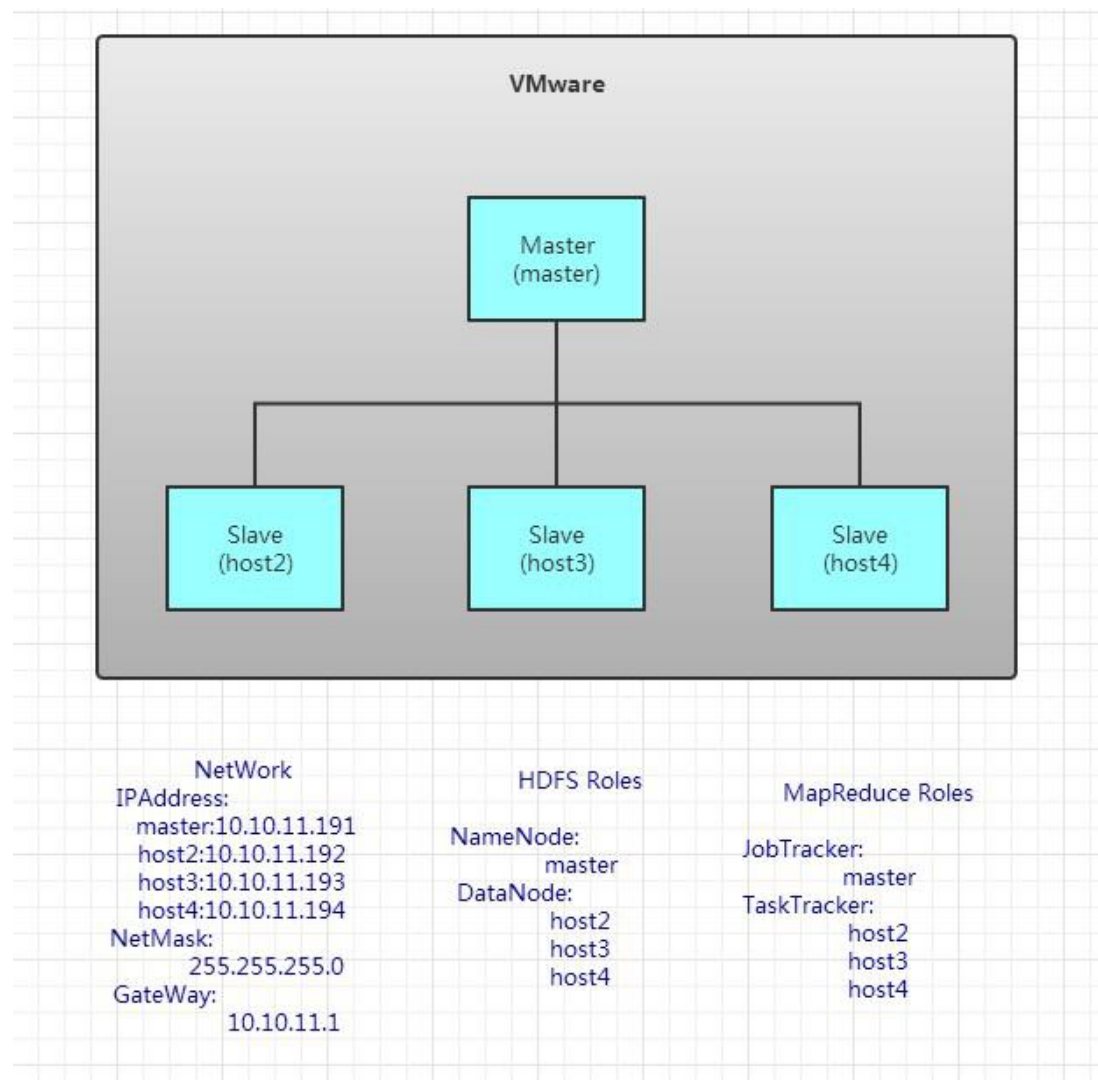 VMware
Master
(master)
Slave
(host2)
Slave
(host3)
Slave
(host4)
NetWork
IPAddress:
master:10.10.11.191
host2:10.10.11.192
host3:10.10.11.193
host4:10.10.11.194
NetMask:
255.255.255.0
GateWay:
10.10.11.1
HDFS Roles
NameNode:
master
DataNode:
host2
host3
host4
MapReduce Roles
JobTracker:
master
TaskTracker:
host2
host3
host4